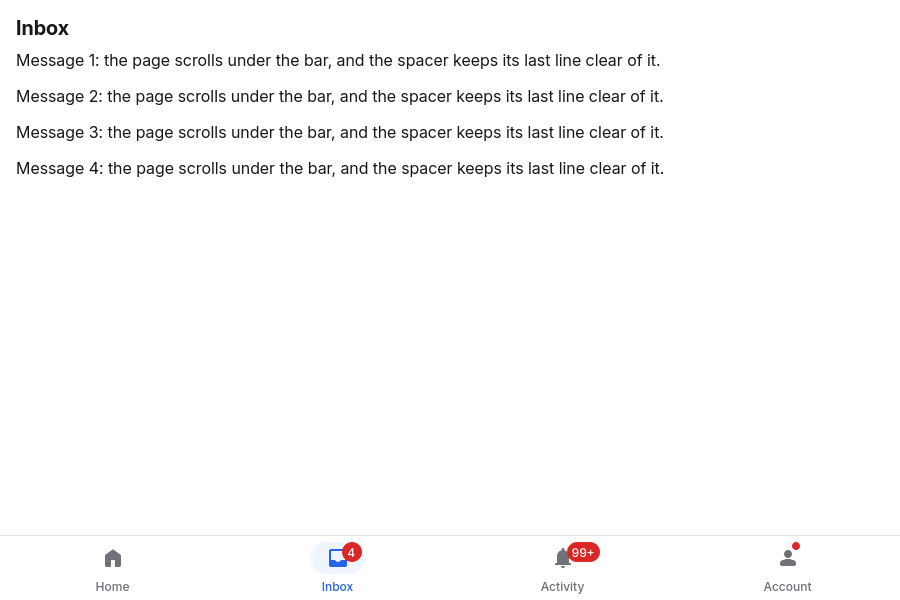 Inbox
Message 1: the page scrolls under the bar, and the spacer keeps its last line clear of it.
Message 2: the page scrolls under the bar, and the spacer keeps its last line clear of it.
Message 3: the page scrolls under the bar, and the spacer keeps its last line clear of it.
Message 4: the page scrolls under the bar, and the spacer keeps its last line clear of it.
4
99+
Home
Inbox
Activity
Account